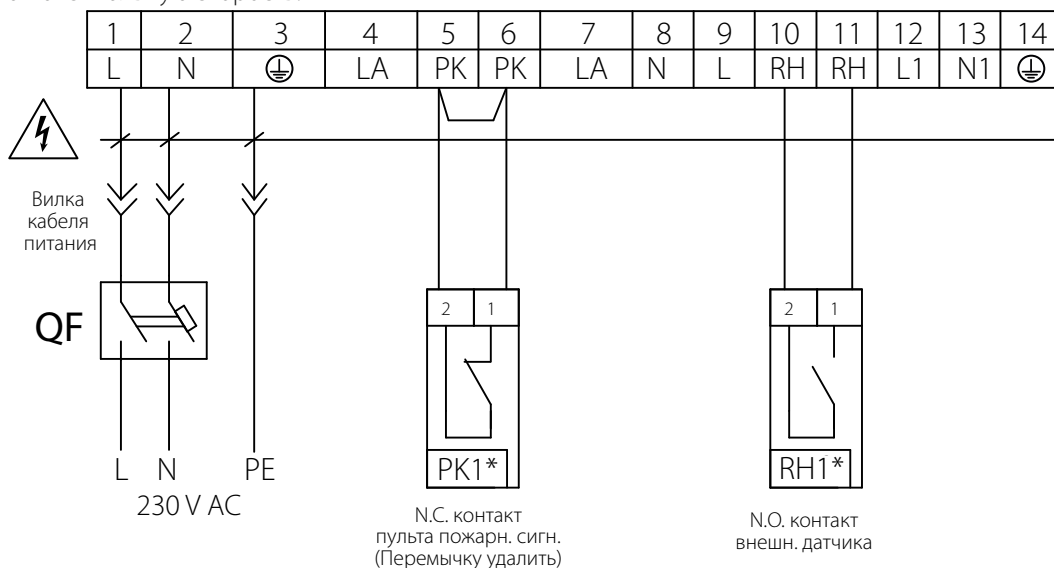 1 2 3 4 5 6 7 8 9 10 11 12 13 14
L N LA PK PK LA N L RH RH L1 N1
Вилка
кабеля
питания
QF
L N PE
230 V AC
2 1
PK1*
N.C. контакт
пульта пожарн. сигн.
(Перемычку удалить)
2 1
RH1*
N.O. контакт
внешн. датчика